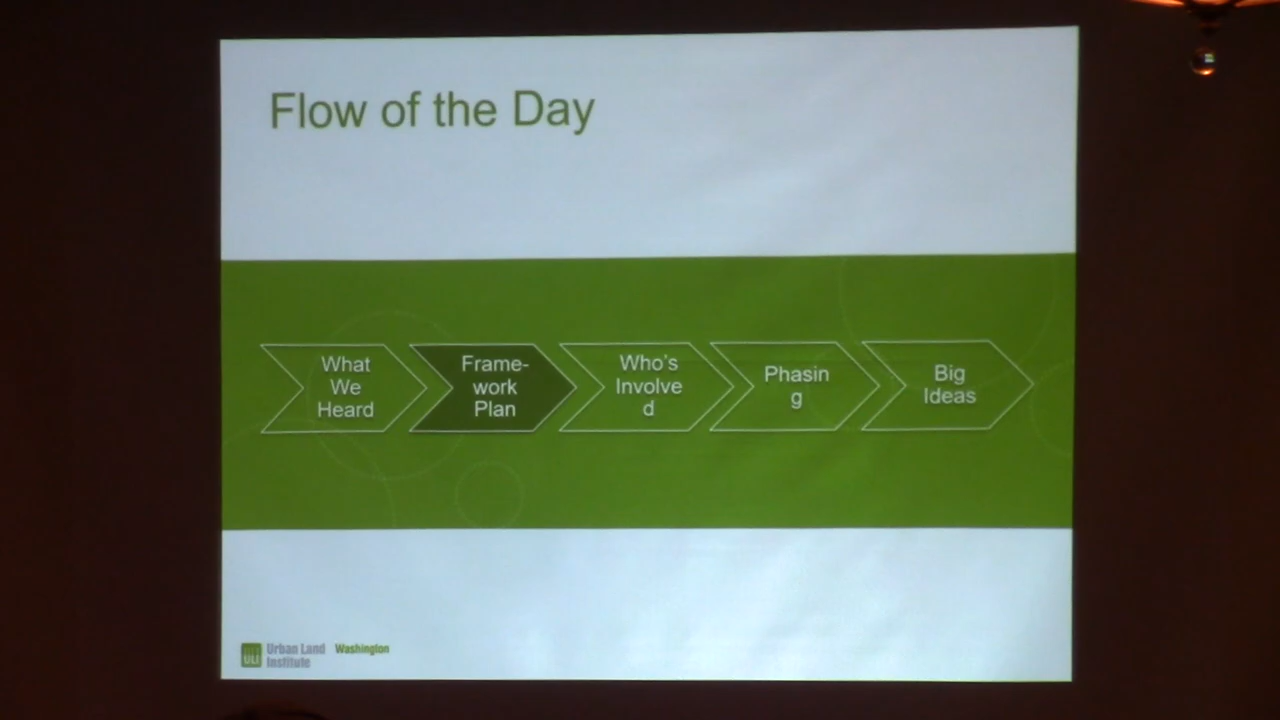 Flow of the Day
What
We
Heard
Frame-
work
Plan
Who's
Involve
d
Phasin
g
Big
Ideas
ULI
Urban Land
Institute
Washington